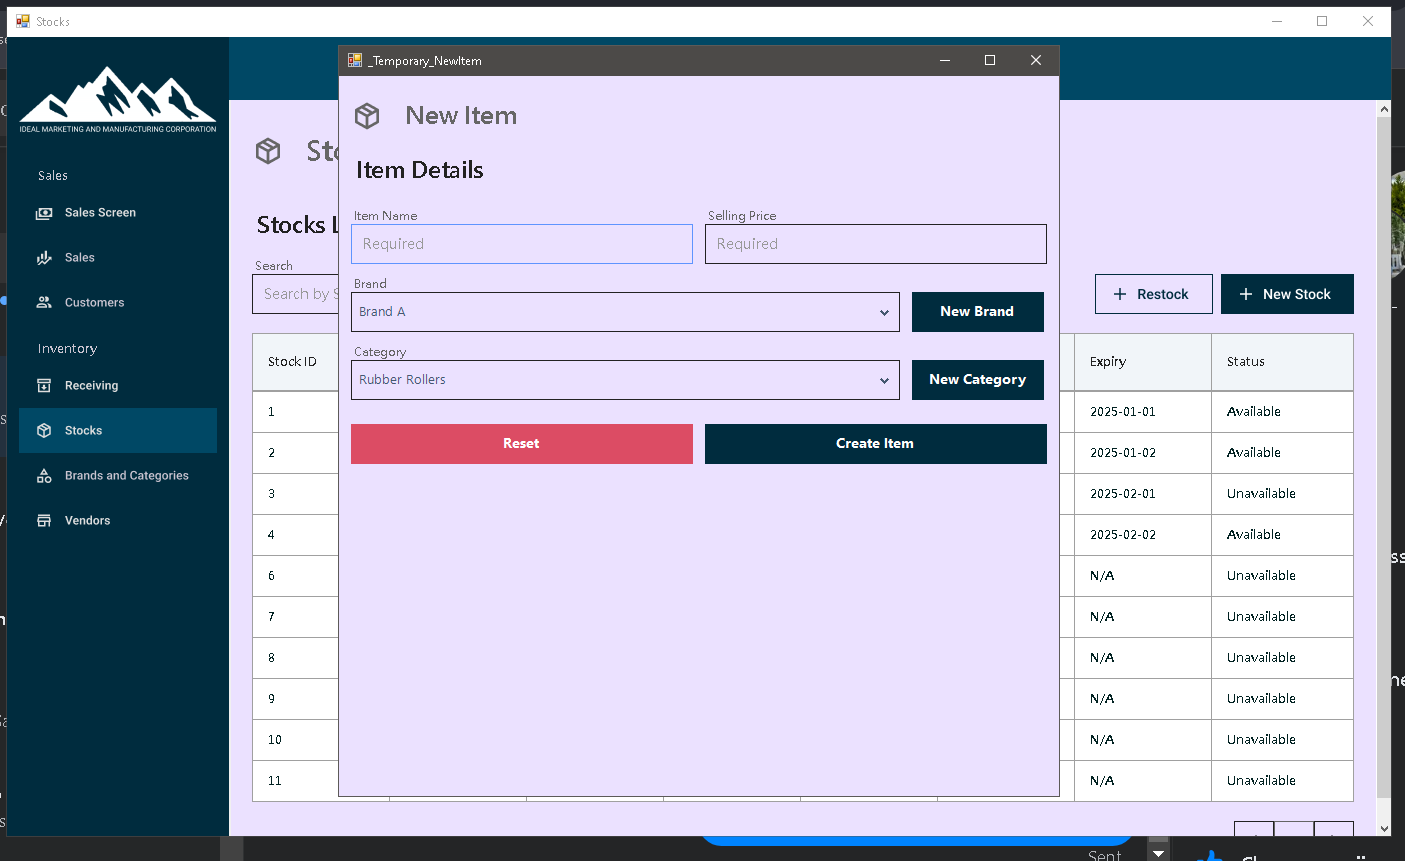 Stocks
IDEAL MARKETING AND MANUFACTURING CORPORATION
Sales
Sales Screen
Sales
Customers
Inventory
Receiving
Stocks
Brands and Categories
Vendors
_Temporary_NewItem
New Item
Item Details
Item Name
Selling Price
Required
Required
Brand
Brand A
New Brand
Category
Rubber Rollers
New Category
Reset
Create Item
Stocks L
Search
Search by S
Restock
New Stock
Stock ID
Expiry
Status
1
2025-01-01
Available
2
2025-01-02
Available
3
2025-02-01
Unavailable
4
2025-02-02
Available
6
N/A
Unavailable
7
N/A
Unavailable
8
N/A
Unavailable
9
N/A
Unavailable
10
N/A
Unavailable
11
N/A
Unavailable
Sent